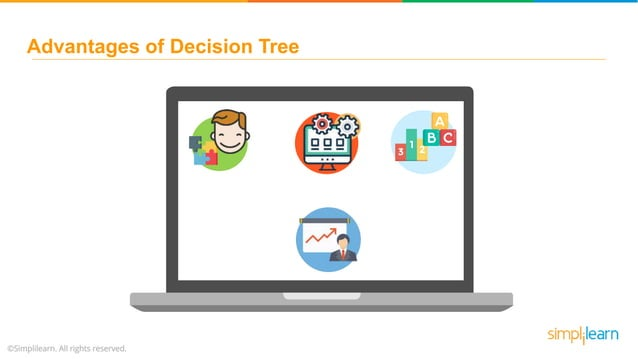 Advantages of Decision Tree
A
B C
3 1 2
simplilearn
©Simplilearn. All rights reserved.